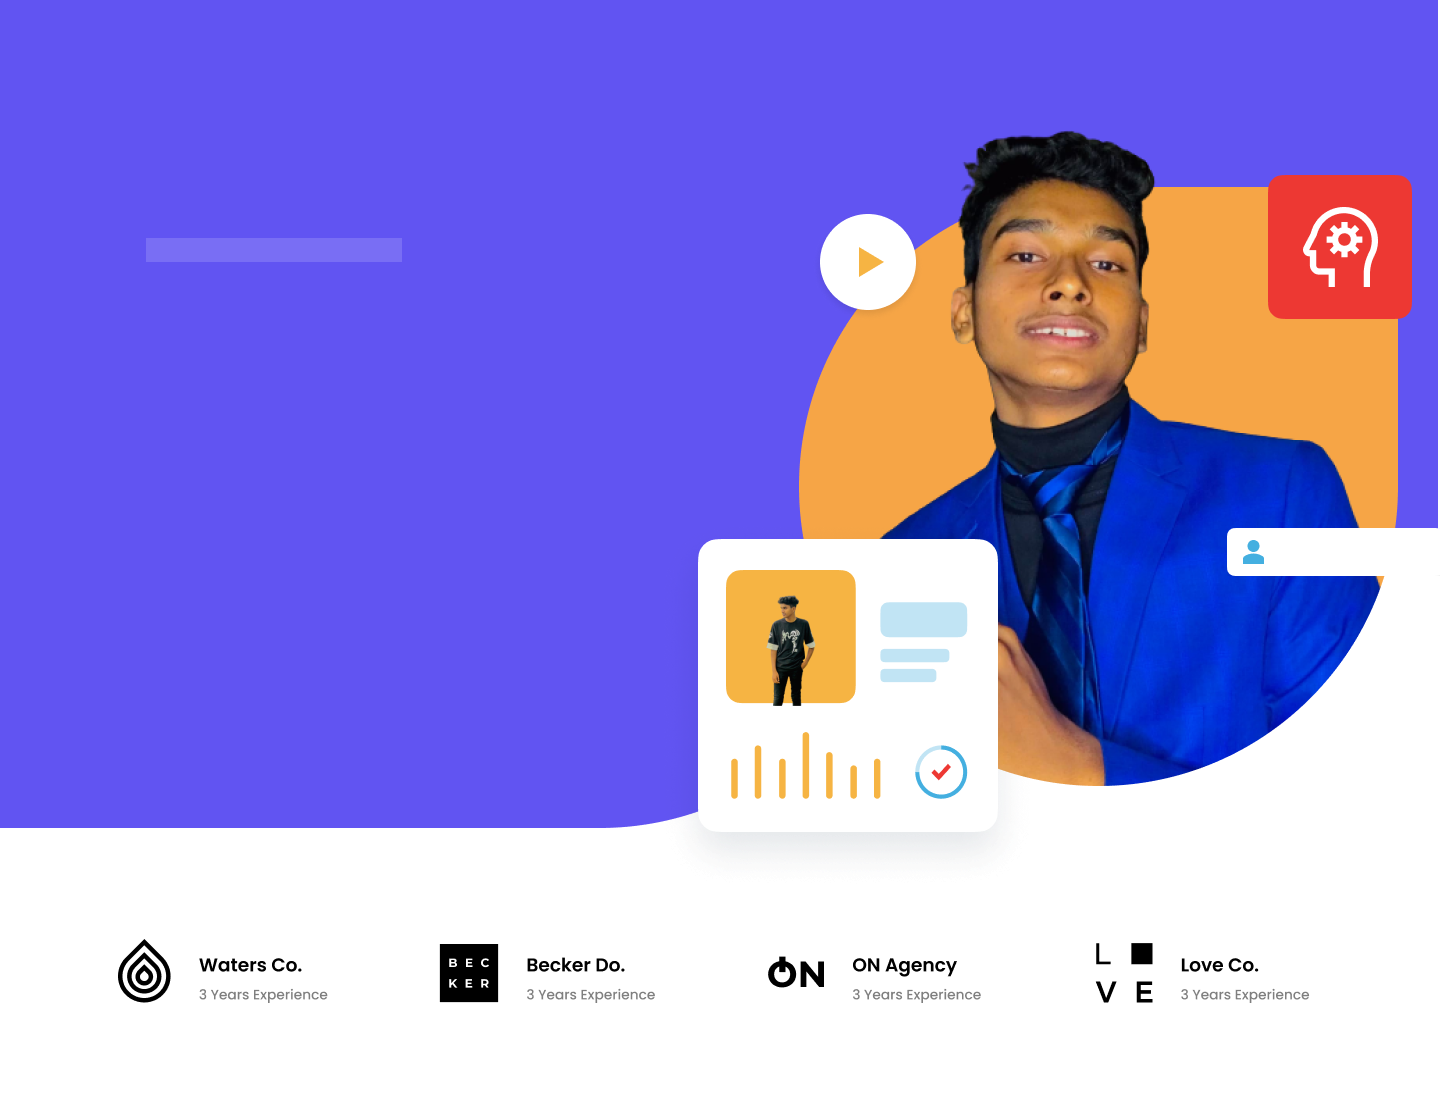 Waters Co.
3 Years Experience
BEC
KER
Becker Do.
3 Years Experience
ON
ON Agency
3 Years Experience
L
VE
Love Co.
3 Years Experience